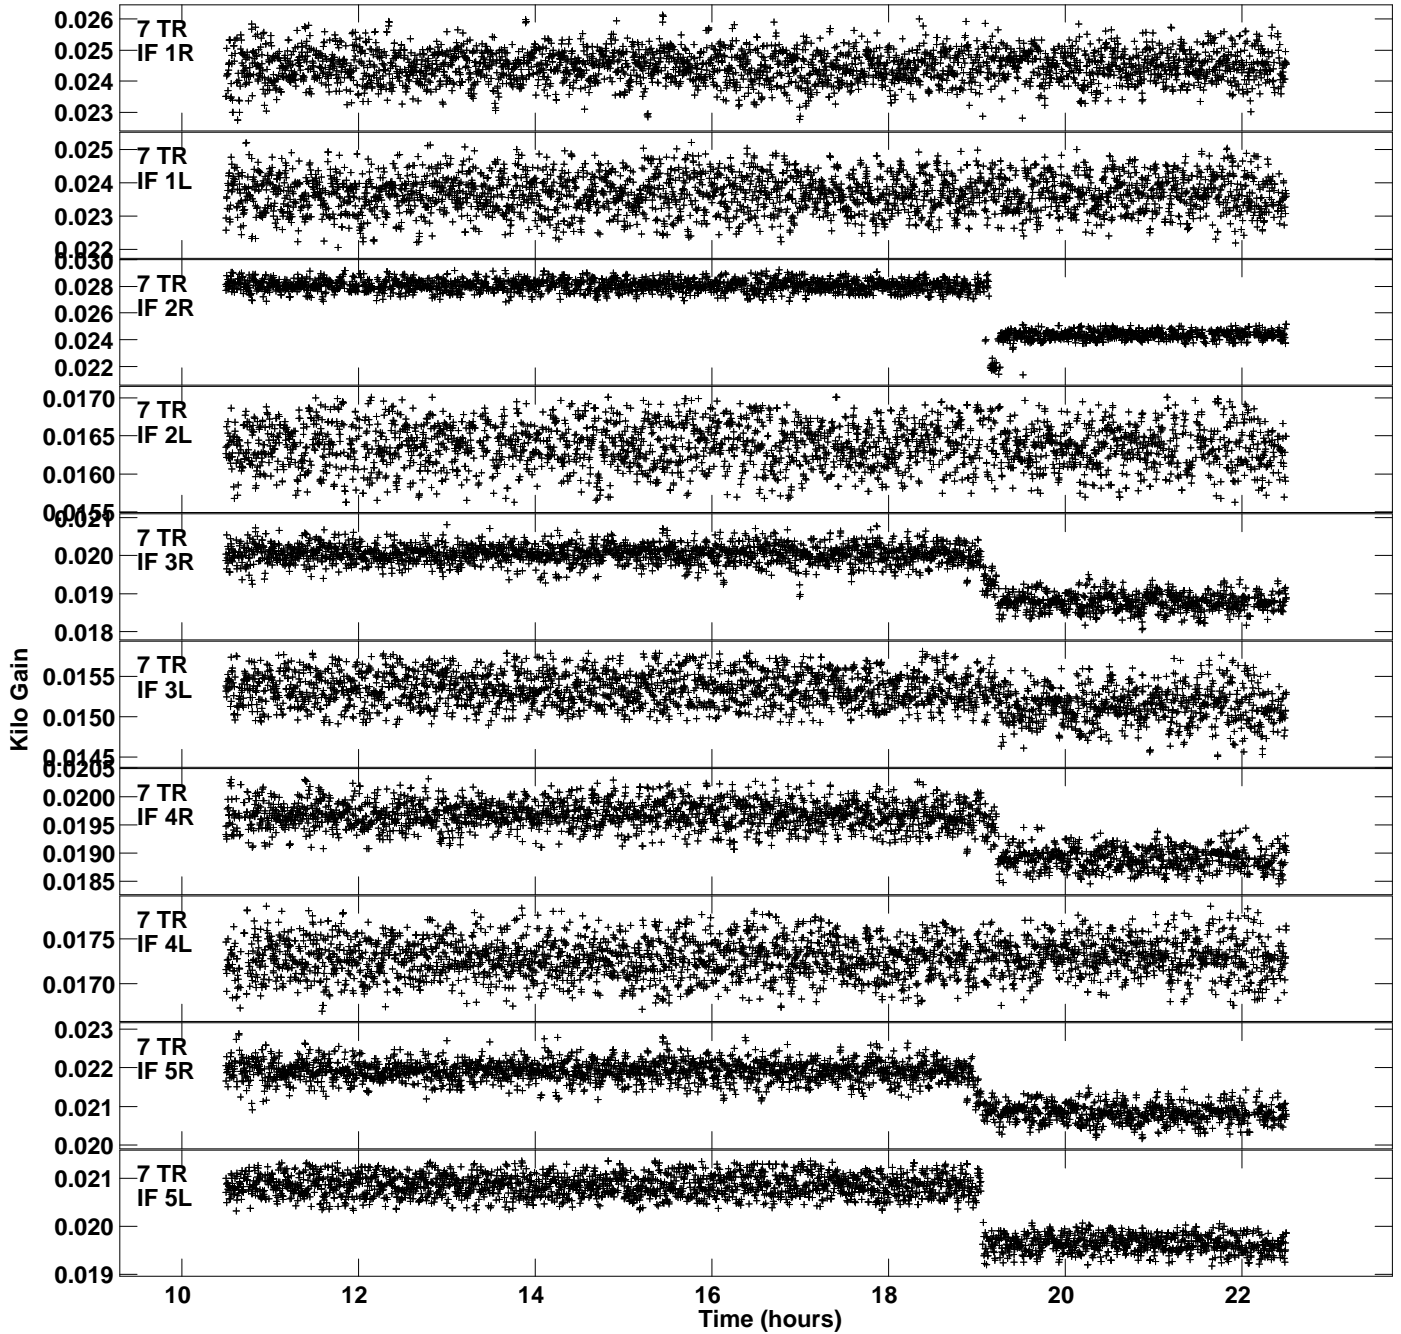 0.026
0.025
0.024
0.023
7 TR
IF 1R
0.025
0.024
0.023
0.022
7 TR
IF 1L
0.030
0.028
0.026
0.024
0.022
7 TR
IF 2R
0.0170
0.0165
0.0160
0.0155
7 TR
IF 2L
0.021
0.020
0.019
0.018
7 TR
IF 3R
0.0155
0.0150
0.0145
7 TR
IF 3L
0.0205
0.0200
0.0195
0.0190
0.0185
7 TR
IF 4R
0.0175
0.0170
7 TR
IF 4L
0.023
0.022
0.021
0.020
7 TR
IF 5R
0.021
0.020
0.019
7 TR
IF 5L
Kilo Gain
10 12 14 16 18 20 22
Time (hours)